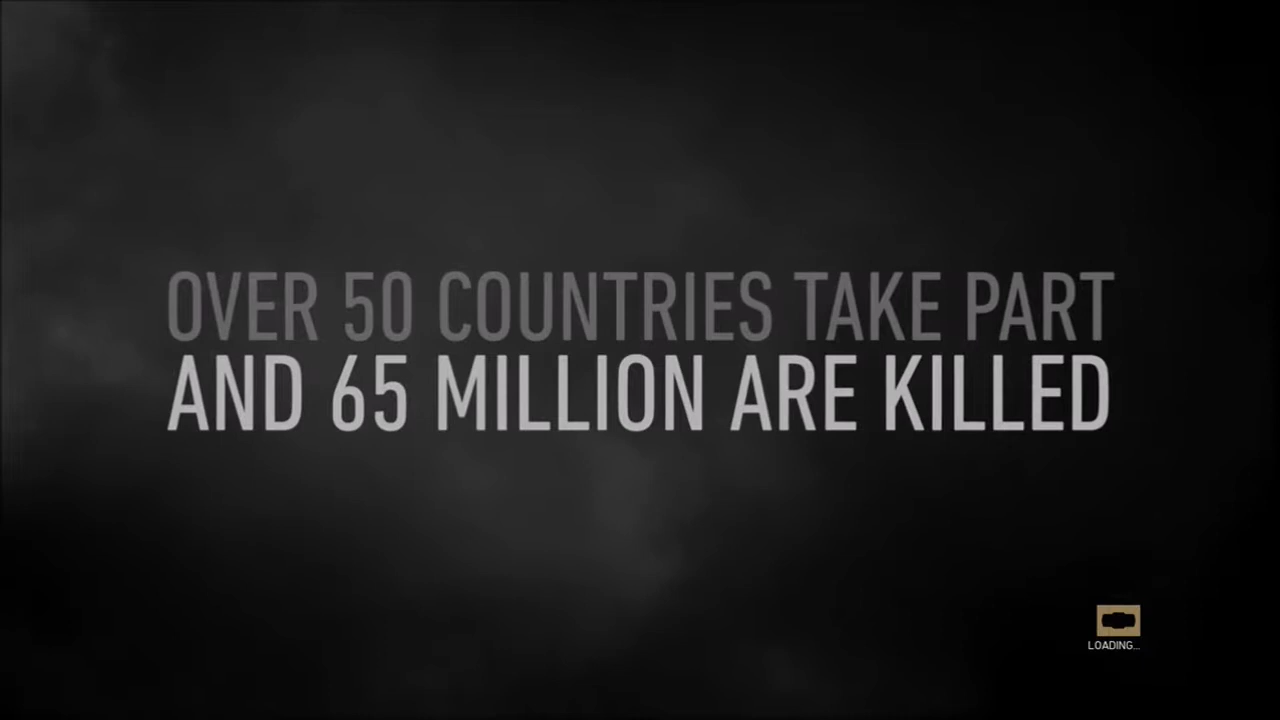 OVER 50 COUNTRIES TAKE PART
AND 65 MILLION ARE KILLED
LOADING...